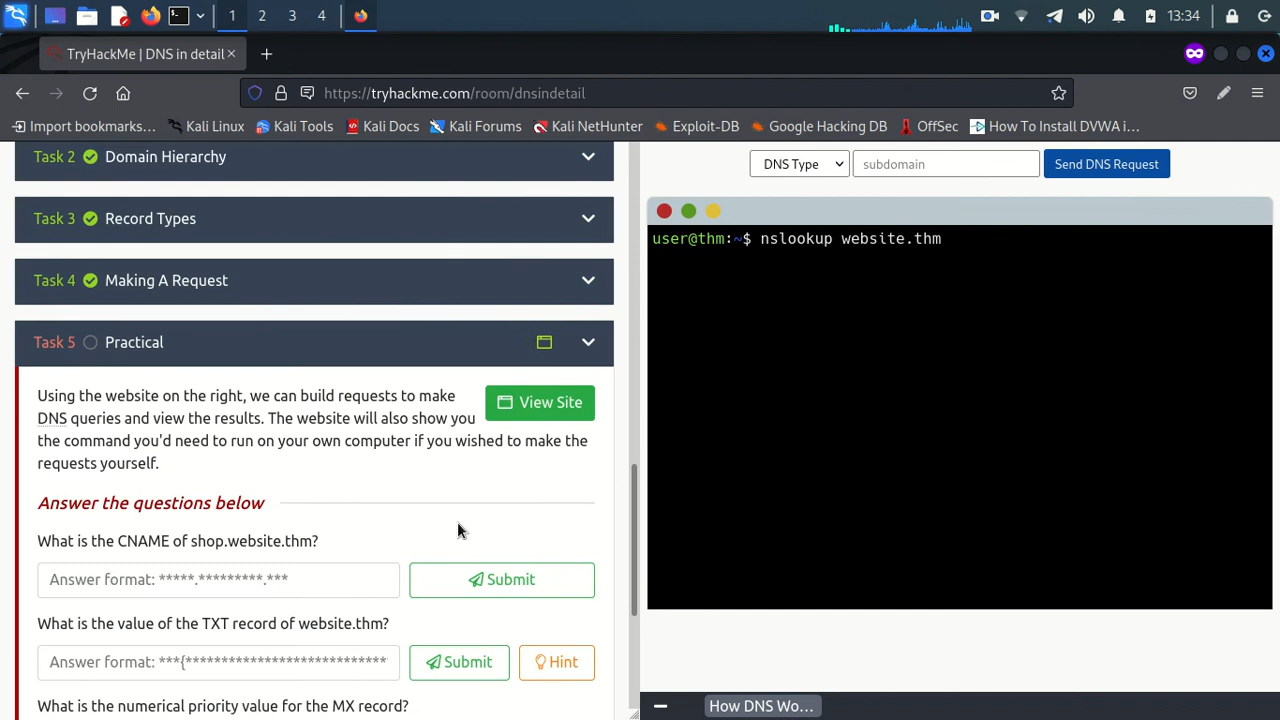 1 2 3 4 13:34
TryHackMe | DNS in detail
https://tryhackme.com/room/dnsindetail
Import bookmarks… Kali Linux Kali Tools Kali Docs Kali Forums Kali NetHunter Exploit-DB Google Hacking DB OffSec How To Install DVWA i…
Task 2 Domain Hierarchy
DNS Type subdomain Send DNS Request
Task 3 Record Types
user@thm:~$ nslookup website.thm
Task 4 Making A Request
Task 5 Practical
Using the website on the right, we can build requests to make
View Site
DNS queries and view the results. The website will also show you
the command you'd need to run on your own computer if you wished to make the
requests yourself.
Answer the questions below
What is the CNAME of shop.website.thm?
Answer format: *****.*********.*** Submit
What is the value of the TXT record of website.thm?
Answer format: ***{**************************** Submit Hint
What is the numerical priority value for the MX record?
How DNS Wo...